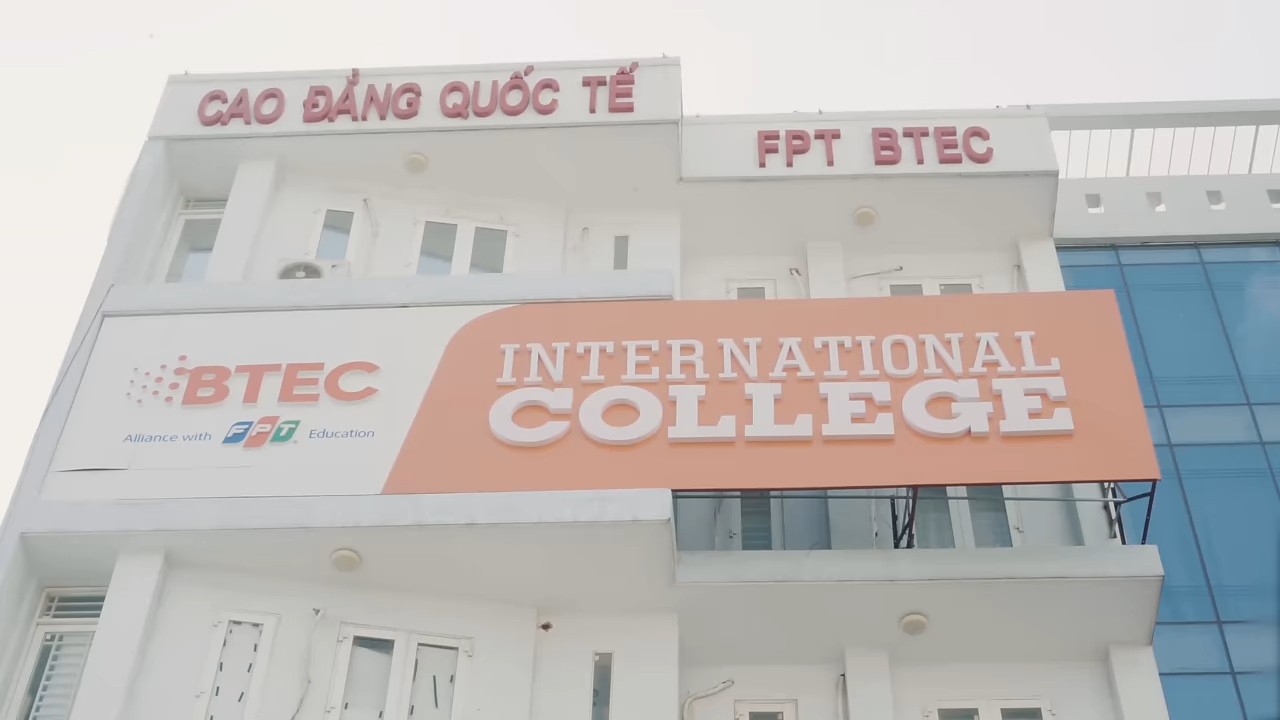 CAO ĐẲNG QUỐC TẾ
FPT BTEC
BTEC
Alliance with FPT Education
INTERNATIONAL
COLLEGE